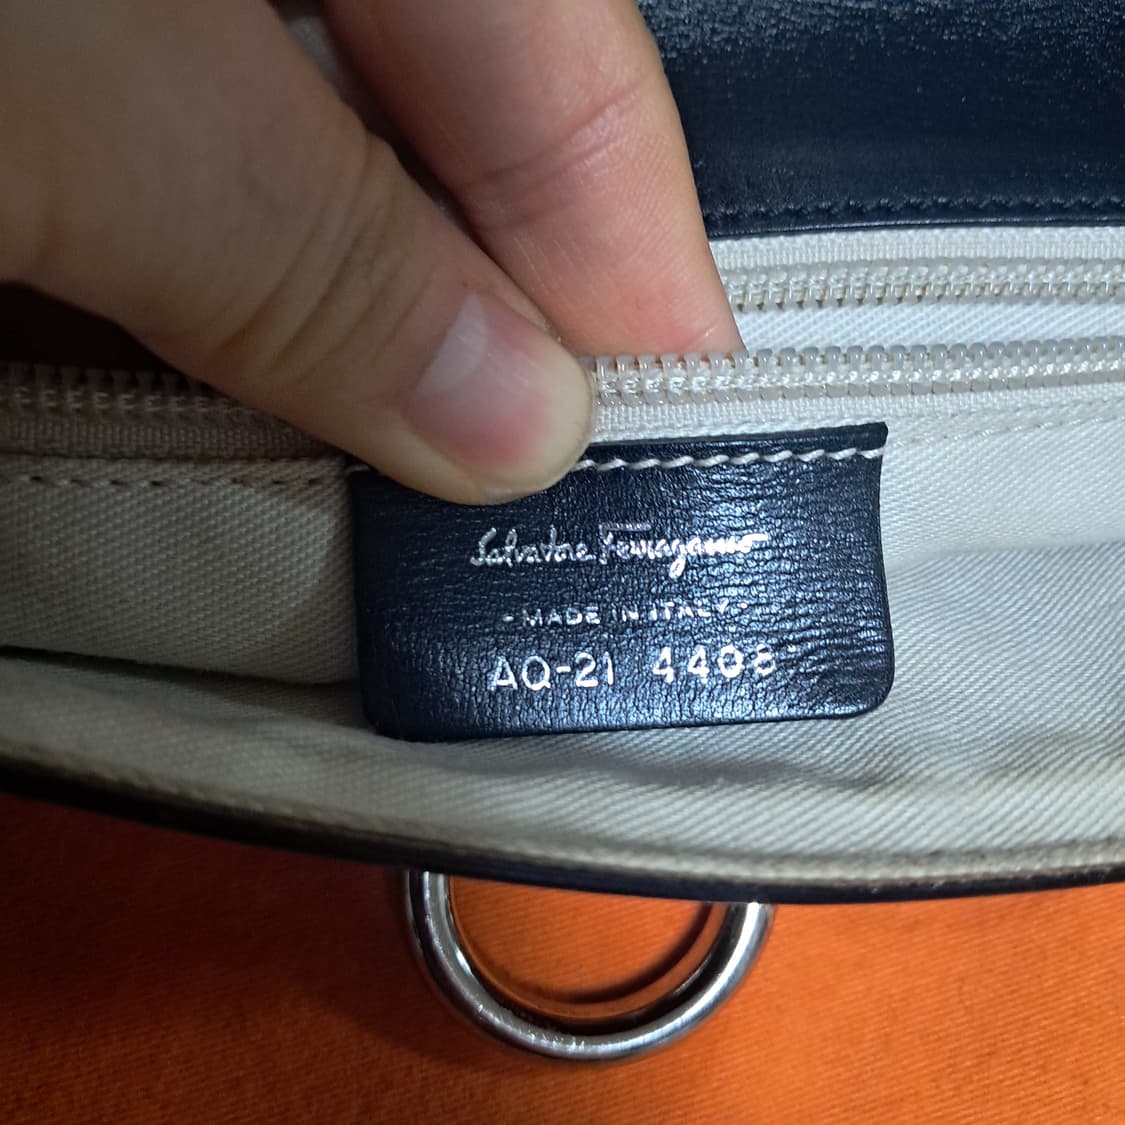 Salvatore Ferragamo
- MADE IN ITALY -
AQ-21 4408